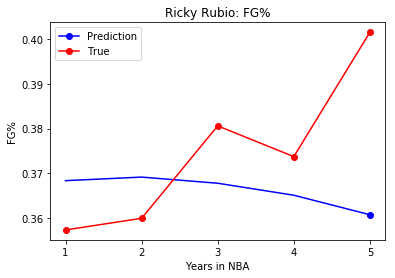 Ricky Rubio: FG%
Prediction
True
FG%
0.40
0.39
0.38
0.37
0.36
1 2 3 4 5
Years in NBA